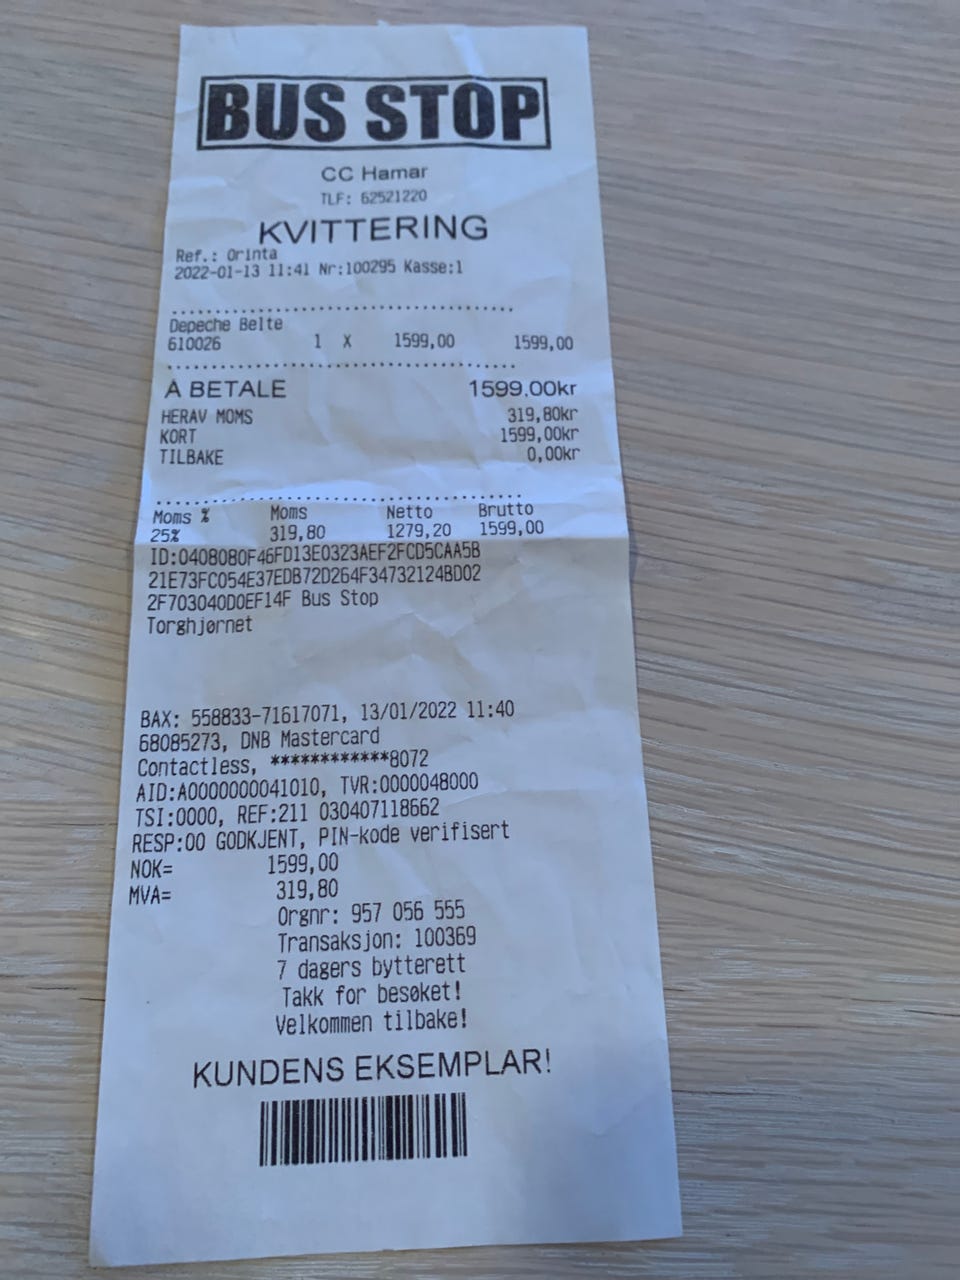 BUS STOP
CC Hamar
TLF: 62521220
KVITTERING
Ref.: Orinta
2022-01-13 11:41 Nr:100295 Kasse:1
Depeche Belte
610026 1 X 1599,00 1599,00
Å BETALE 1599.00kr
HERAV MOMS 319,80kr
KORT 1599,00kr
TILBAKE 0,00kr
Moms % Moms Netto Brutto
25% 319,80 1279,20 1599,00
ID:0408080F46FD13E0323AEF2FCD5CAA5B
21E73FC054E37EDB72D264F34732124BD02
2F703040D0EF14F Bus Stop
Torghjørnet
BAX: 558833-71617071, 13/01/2022 11:40
68085273, DNB Mastercard
Contactless, ************8072
AID:A0000000041010, TVR:0000048000
TSI:0000, REF:211 030407118662
RESP:00 GODKJENT, PIN-kode verifisert
NOK= 1599,00
MVA= 319,80
Orgnr: 957 056 555
Transaksjon: 100369
7 dagers bytterett
Takk for besøket!
Velkommen tilbake!
KUNDENS EKSEMPLAR!